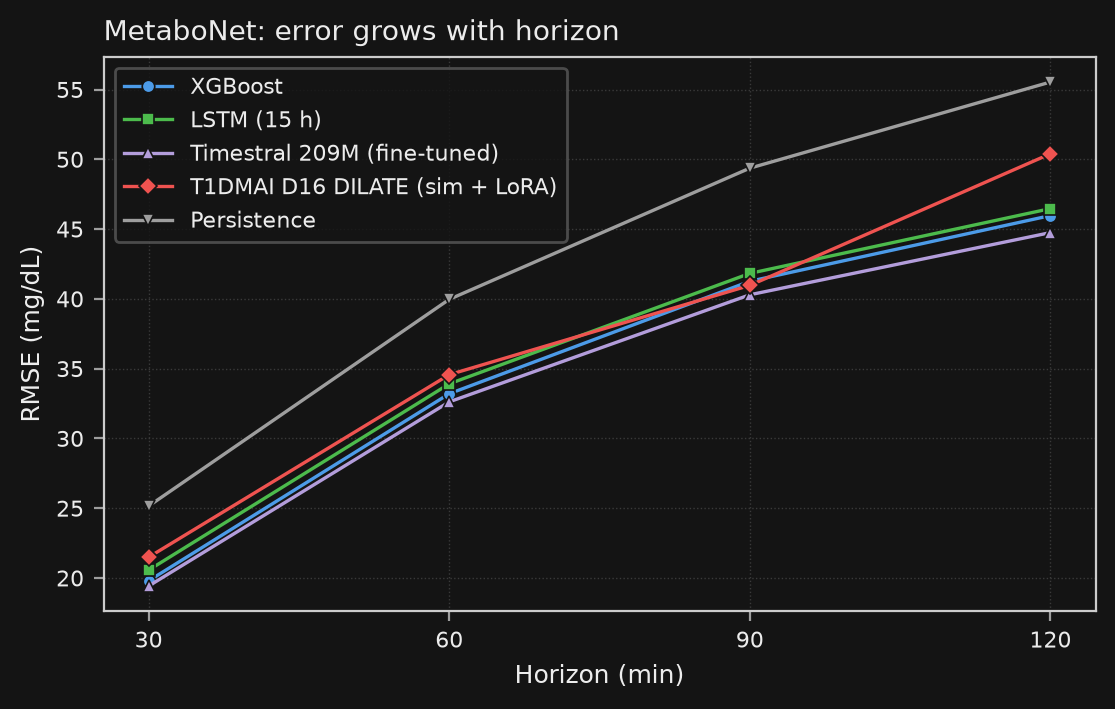 MetaboNet: error grows with horizon
XGBoost
LSTM (15 h)
Timestral 209M (fine-tuned)
T1DMAI D16 DILATE (sim + LoRA)
Persistence
RMSE (mg/dL)
55
50
45
40
35
30
25
20
30
60
90
120
Horizon (min)